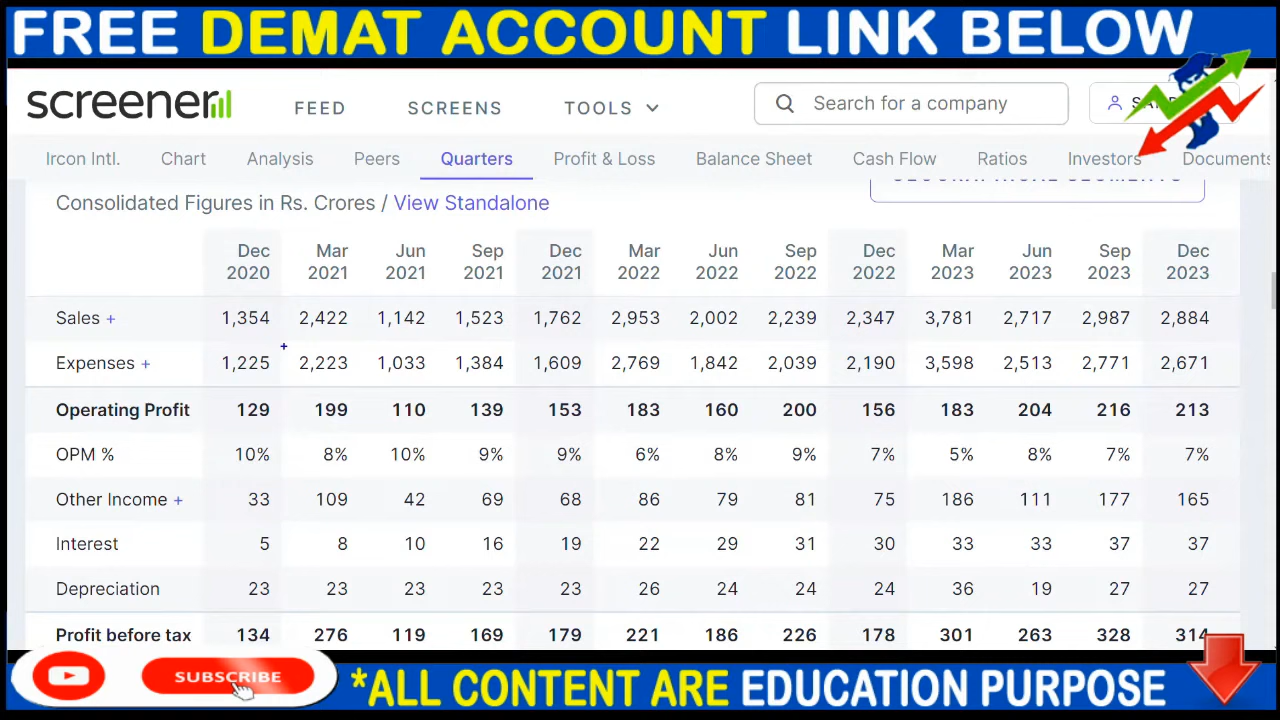 FREE DEMAT ACCOUNT LINK BELOW
screener
FEED SCREENS TOOLS Search for a company
Ircon Intl. Chart Analysis Peers Quarters Profit & Loss Balance Sheet Cash Flow Ratios Investors Documents
Consolidated Figures in Rs. Crores / View Standalone
Dec 2020 Mar 2021 Jun 2021 Sep 2021 Dec 2021 Mar 2022 Jun 2022 Sep 2022 Dec 2022 Mar 2023 Jun 2023 Sep 2023 Dec 2023
Sales + 1,354 2,422 1,142 1,523 1,762 2,953 2,002 2,239 2,347 3,781 2,717 2,987 2,884
Expenses + 1,225 2,223 1,033 1,384 1,609 2,769 1,842 2,039 2,190 3,598 2,513 2,771 2,671
Operating Profit 129 199 110 139 153 183 160 200 156 183 204 216 213
OPM % 10% 8% 10% 9% 9% 6% 8% 9% 7% 5% 8% 7% 7%
Other Income + 33 109 42 69 68 86 79 81 75 186 111 177 165
Interest 5 8 10 16 19 22 29 31 30 33 33 37 37
Depreciation 23 23 23 23 23 26 24 24 24 36 19 27 27
Profit before tax 134 276 119 169 179 221 186 226 178 301 263 328 314
SUBSCRIBE
*ALL CONTENT ARE EDUCATION PURPOSE